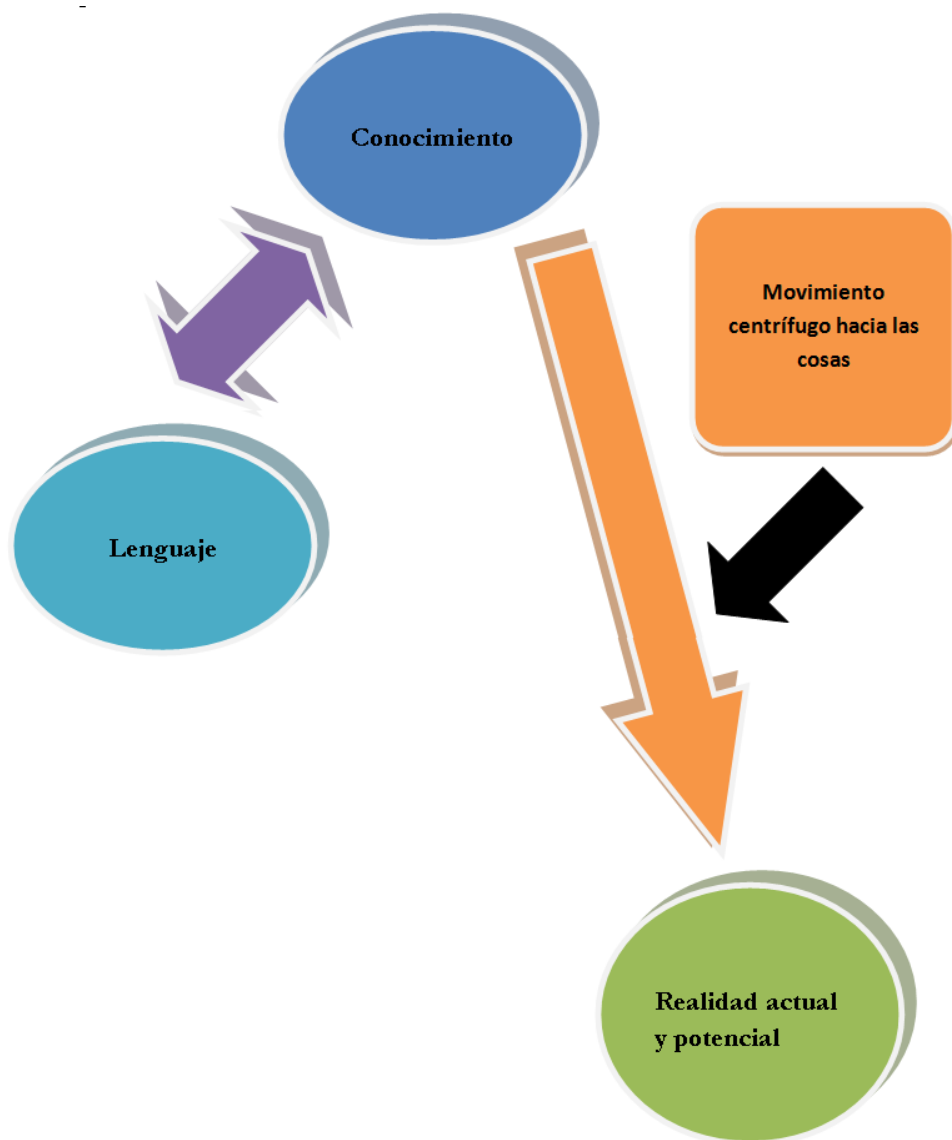 Conocimiento
Movimiento
centrífugo hacia las
cosas
Lenguaje
Realidad actual
y potencial